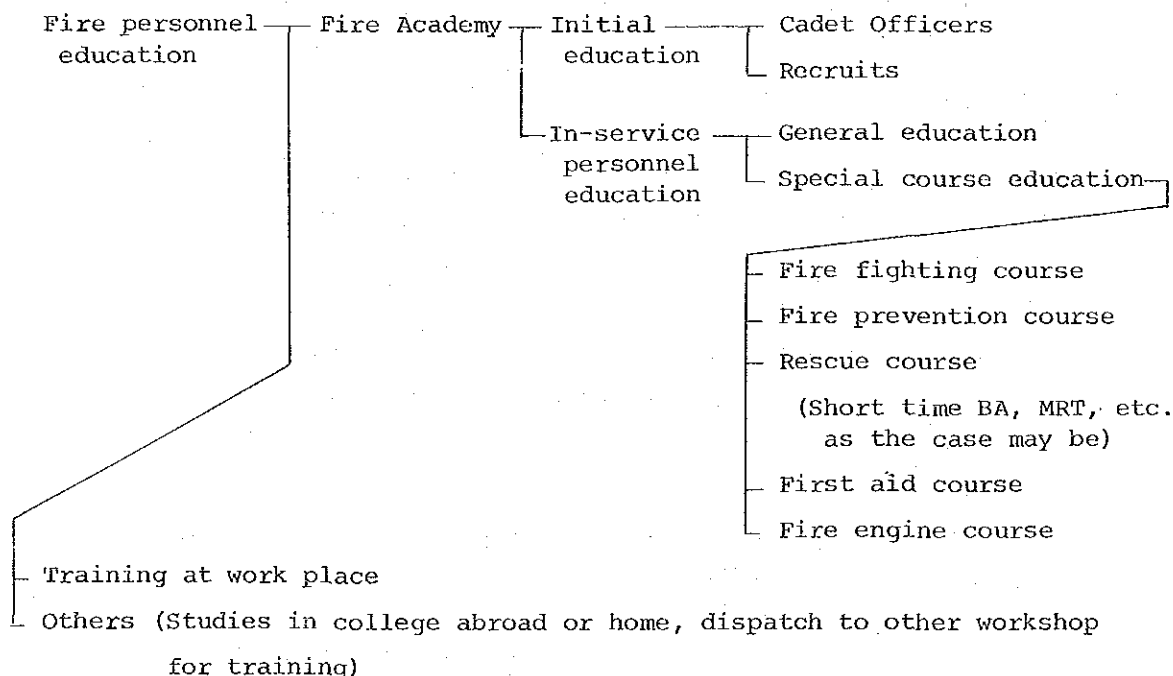 Fire personnel education
Fire Academy
Initial education
Cadet Officers
Recruits
In-service personnel education
General education
Special course education
Fire fighting course
Fire prevention course
Rescue course
(Short time BA, MRT, etc.
as the case may be)
First aid course
Fire engine course
Training at work place
Others (Studies in college abroad or home, dispatch to other workshop
for training)